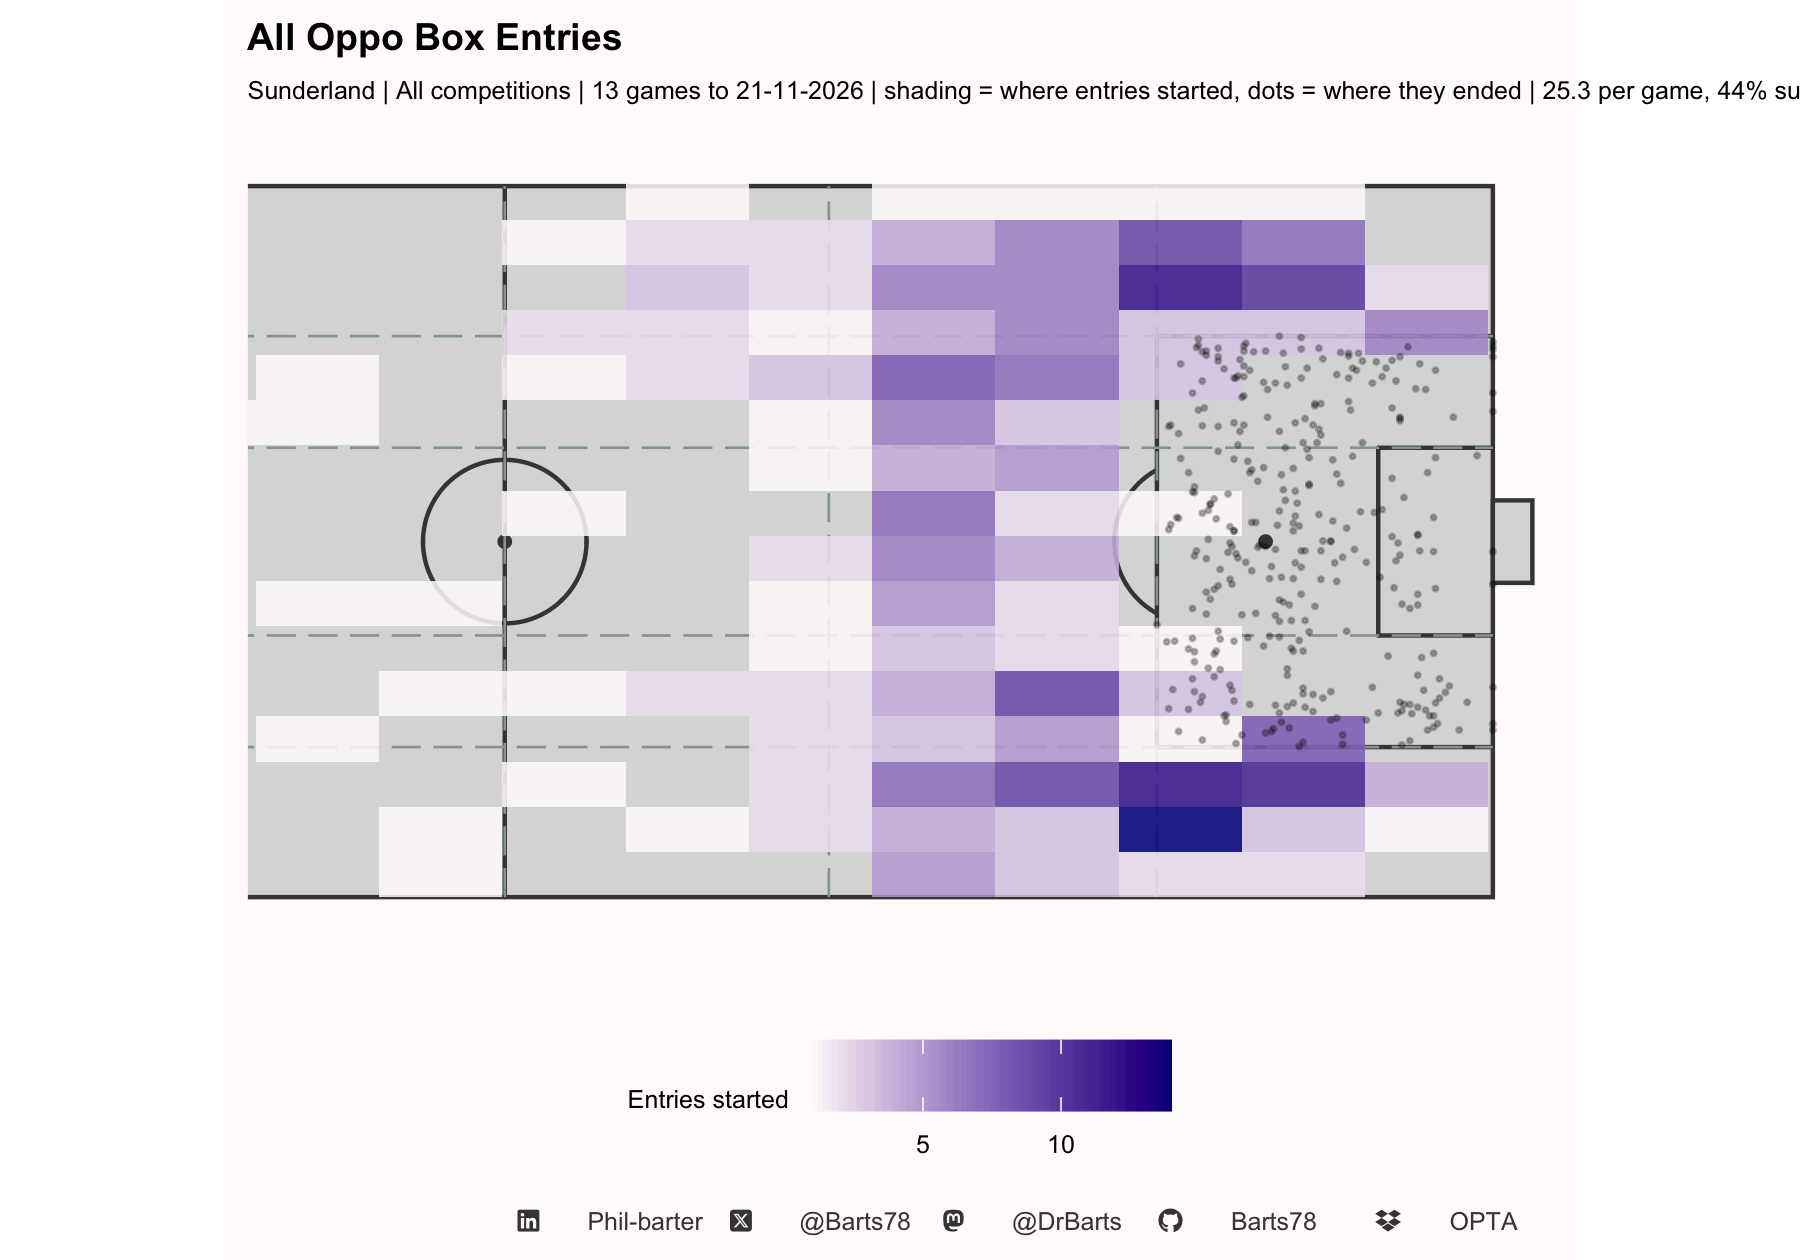 All Oppo Box Entries
Sunderland | All competitions | 13 games to 21-11-2026 | shading = where entries started, dots = where they ended | 25.3 per game, 44% su
Entries started
5 10
Phil-barter @Barts78 @DrBarts Barts78 OPTA